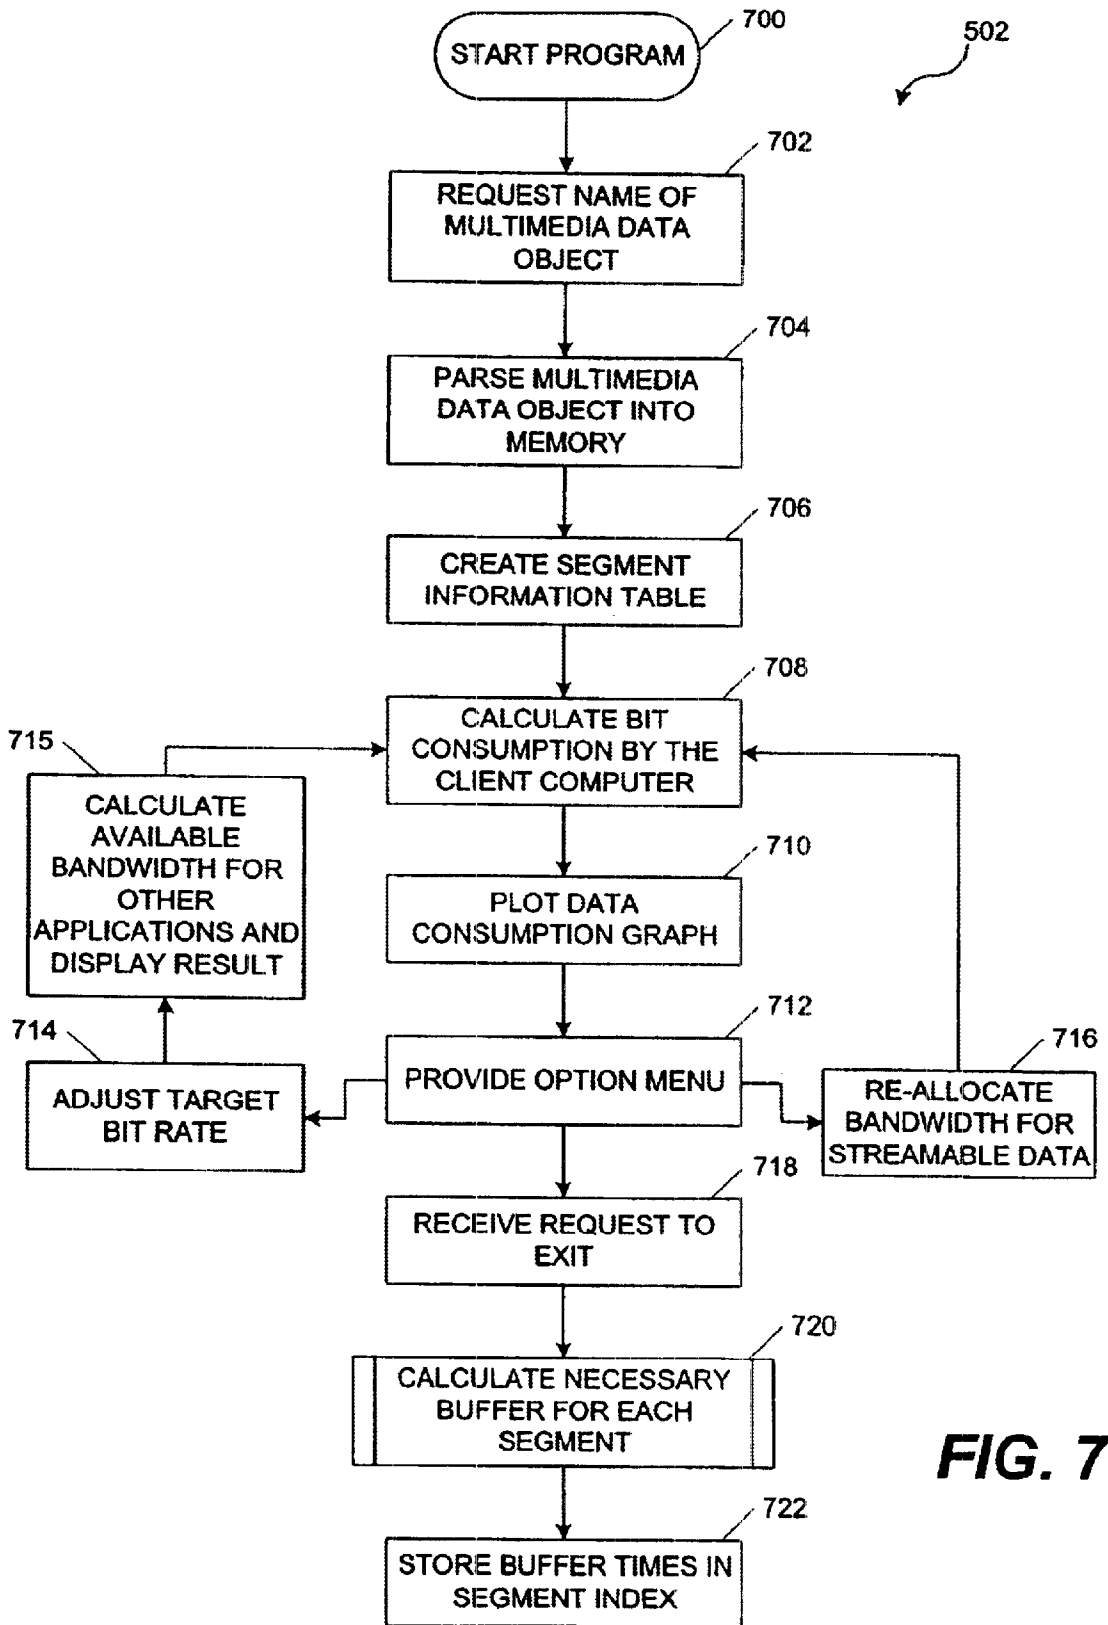 700
START PROGRAM
502
702
REQUEST NAME OF
MULTIMEDIA DATA
OBJECT
704
PARSE MULTIMEDIA
DATA OBJECT INTO
MEMORY
706
CREATE SEGMENT
INFORMATION TABLE
708
CALCULATE BIT
CONSUMPTION BY THE
CLIENT COMPUTER
715
CALCULATE
AVAILABLE
BANDWIDTH FOR
OTHER
APPLICATIONS AND
DISPLAY RESULT
710
PLOT DATA
CONSUMPTION GRAPH
712
PROVIDE OPTION MENU
714
ADJUST TARGET
BIT RATE
716
RE-ALLOCATE
BANDWIDTH FOR
STREAMABLE DATA
718
RECEIVE REQUEST TO
EXIT
720
CALCULATE NECESSARY
BUFFER FOR EACH
SEGMENT
FIG. 7
722
STORE BUFFER TIMES IN
SEGMENT INDEX